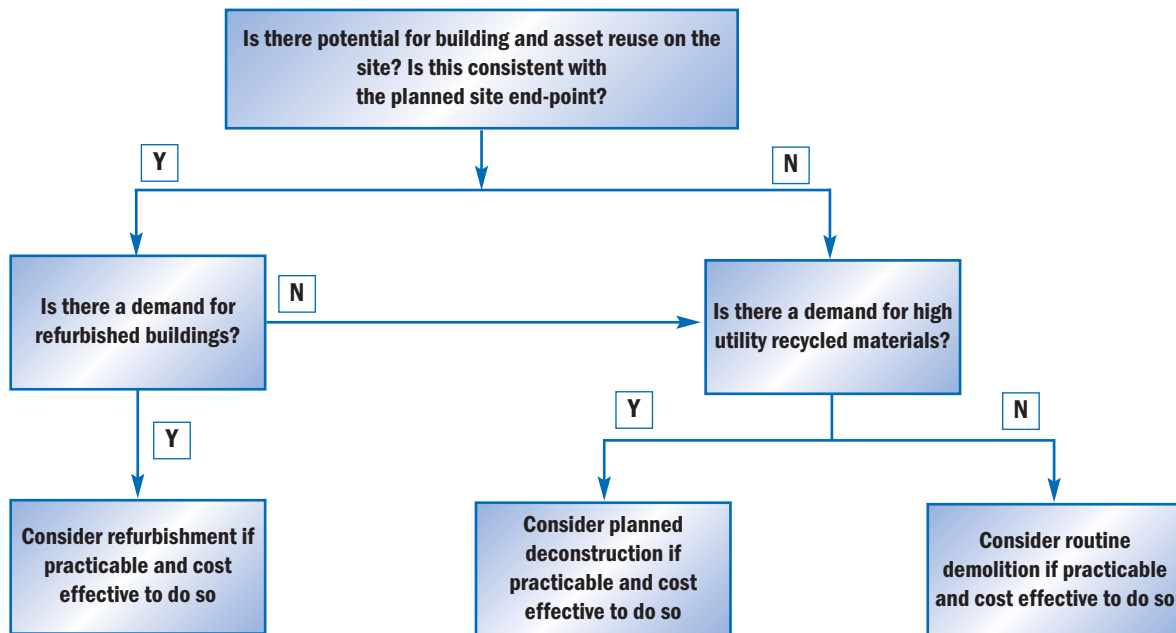 Is there potential for building and asset reuse on the
site? Is this consistent with
the planned site end-point?
Y
N
Is there a demand for
refurbished buildings?
N
Is there a demand for high
utility recycled materials?
Y
Y
N
Consider refurbishment if
practicable and cost
effective to do so
Consider planned
deconstruction if
practicable and cost
effective to do so
Consider routine
demolition if practicable
and cost effective to do so